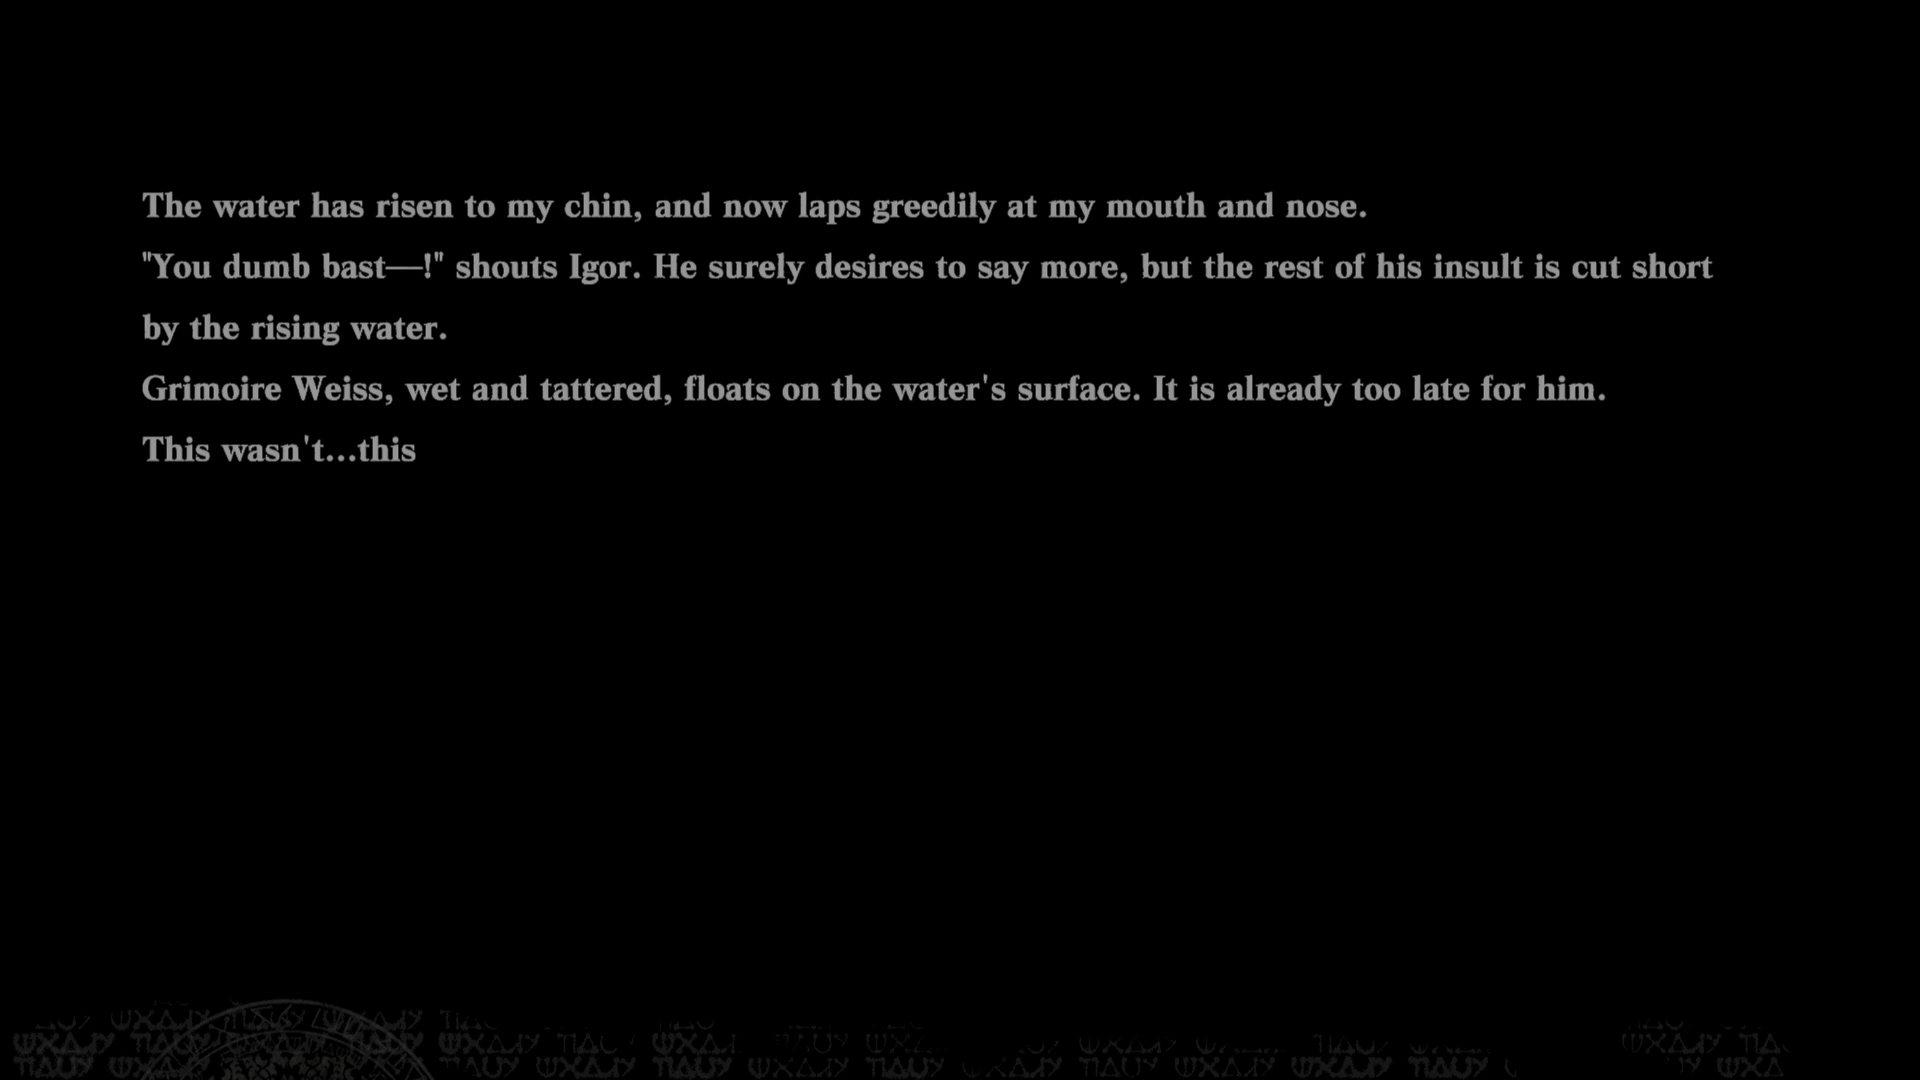 The water has risen to my chin, and now laps greedily at my mouth and nose.
"You dumb bast—!" shouts Igor. He surely desires to say more, but the rest of his insult is cut short
by the rising water.
Grimoire Weiss, wet and tattered, floats on the water's surface. It is already too late for him.
This wasn't...this